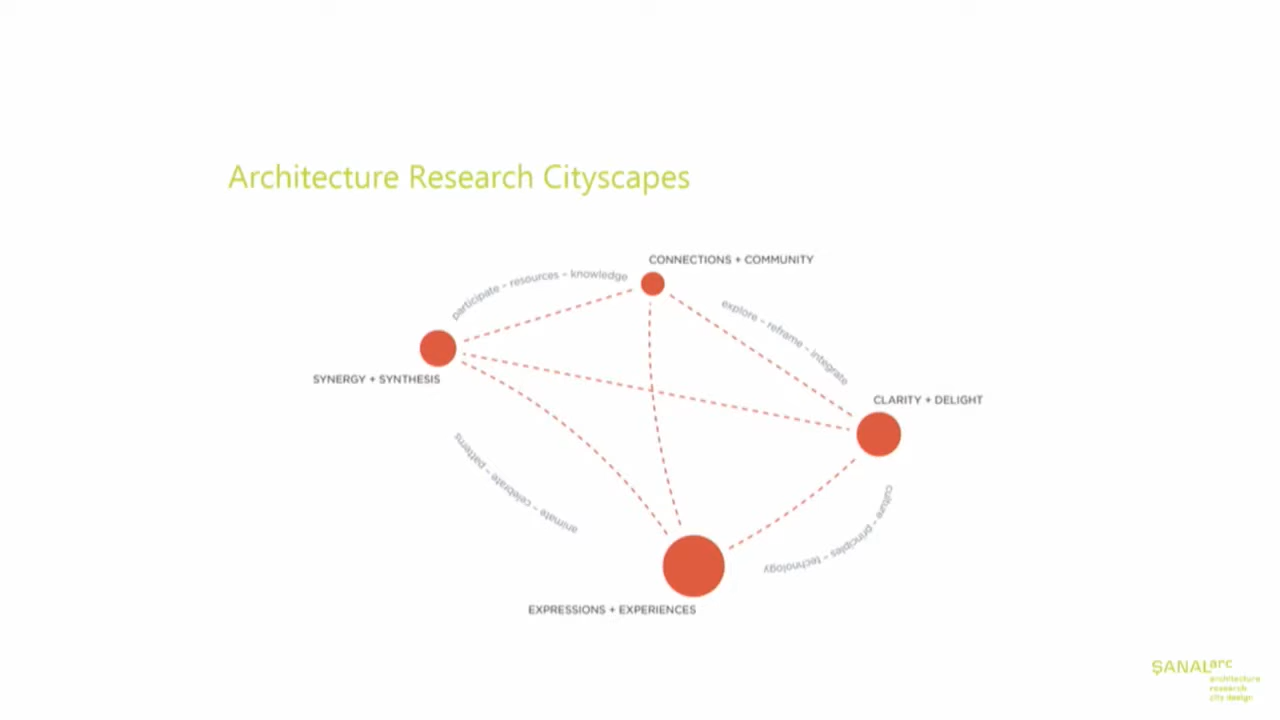 Architecture Research Cityscapes
CONNECTIONS + COMMUNITY
participate - resources - knowledge
explore - reframe - integrate
SYNERGY + SYNTHESIS
CLARITY + DELIGHT
animate - celebrate - patterns
culture - principles - technology
EXPRESSIONS + EXPERIENCES
ŞANALarc
architecture
research
city design